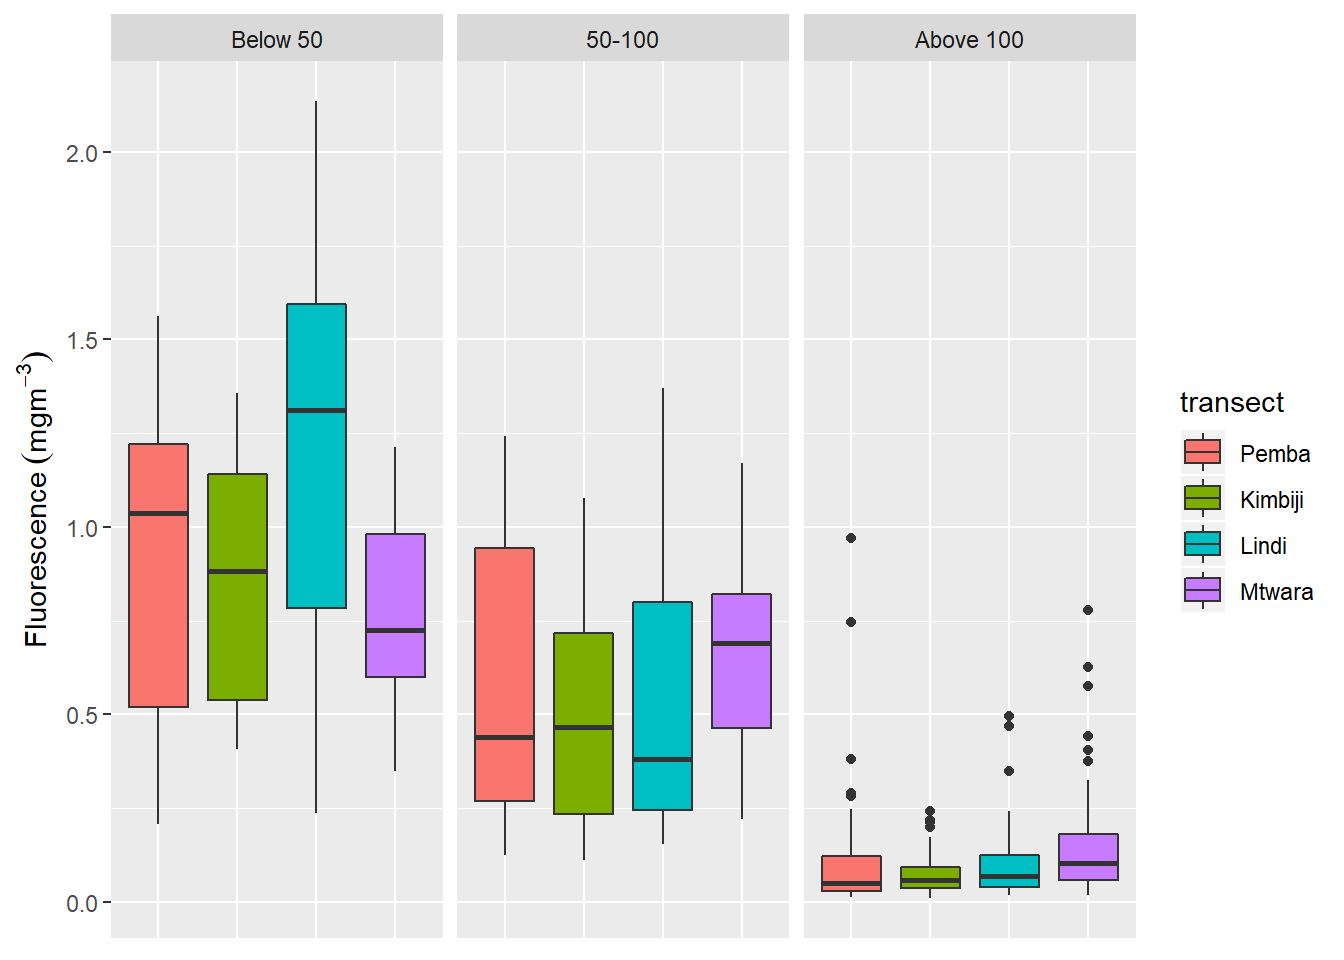 Below 50
50-100
Above 100
Fluorescence (mgm⁻³)
2.0
1.5
1.0
0.5
0.0
transect
Pemba
Kimbiji
Lindi
Mtwara